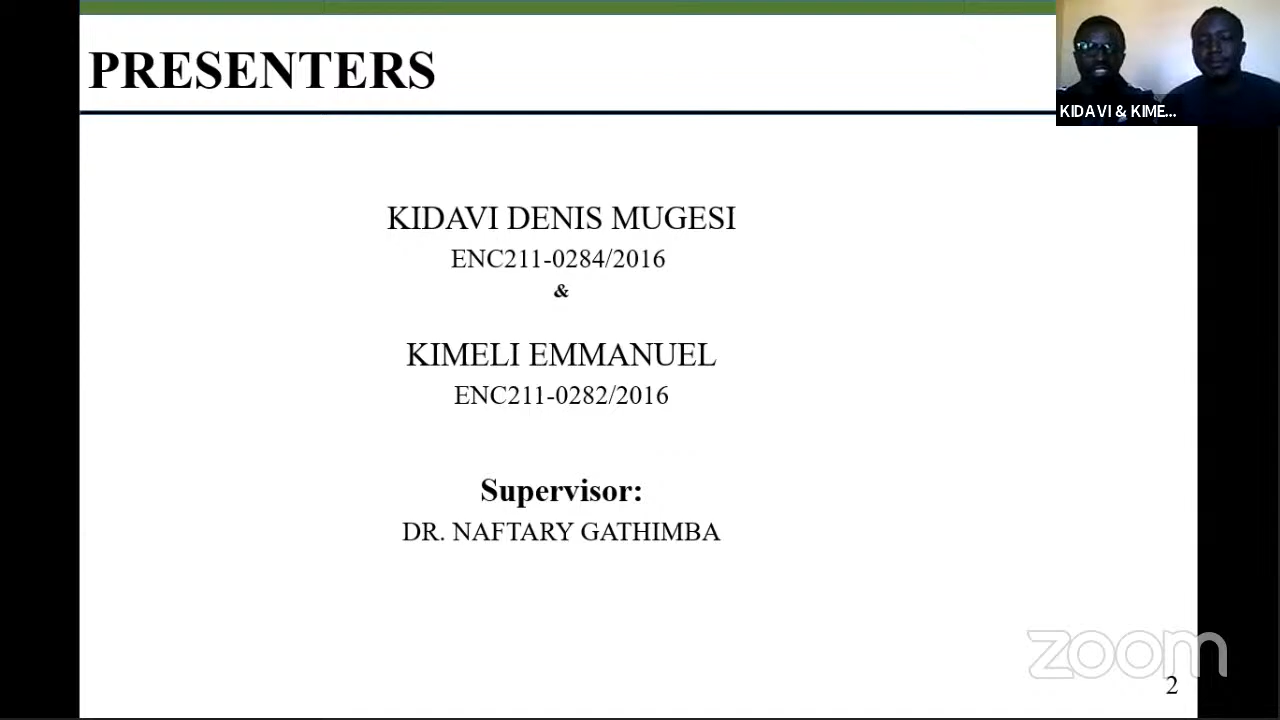 PRESENTERS
KIDAVI & KIME...
KIDAVI DENIS MUGESI
ENC211-0284/2016
&
KIMELI EMMANUEL
ENC211-0282/2016
Supervisor:
DR. NAFTARY GATHIMBA
zoom
2